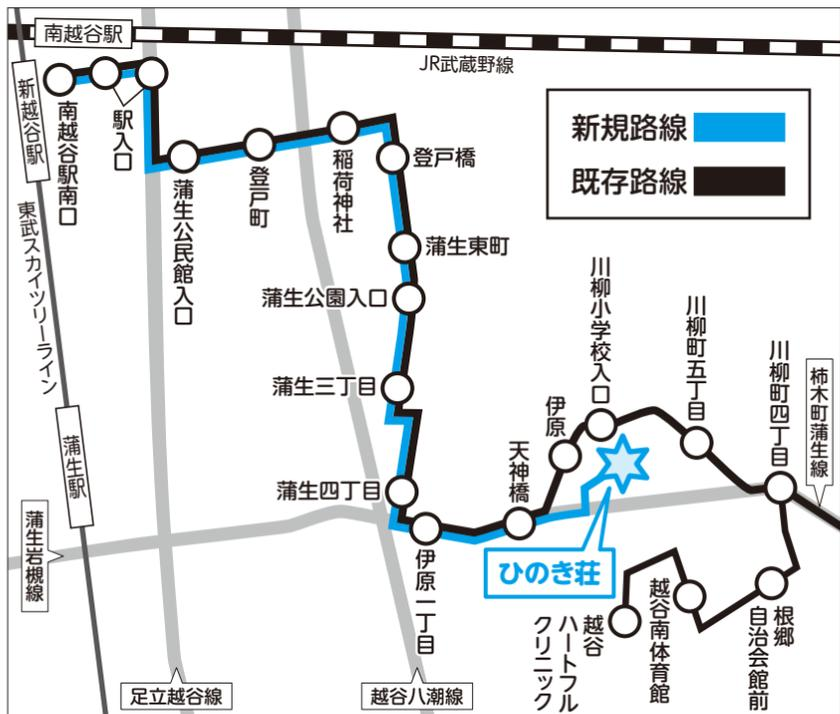 南越谷駅
JR武蔵野線
新越谷駅
南越谷駅南口
駅入口
蒲生公民館入口
登戸町
稲荷神社
登戸橋
新規路線
既存路線
東武スカイツリーライン
蒲生東町
蒲生公園入口
蒲生三丁目
蒲生四丁目
川柳小学校入口
川柳町五丁目
川柳町四丁目
柿木町蒲生線
伊原
天神橋
蒲生駅
蒲生岩槻線
伊原一丁目
ひのき荘
越谷
ハートフル
クリニック
越谷南体育館
根郷
自治会館前
足立越谷線
越谷八潮線